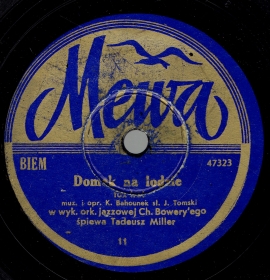 Mewa
BIEM 47323
Domek na lodzie
muz. i opr. K. Bahounek sł. J. Tomski
w wyk. ork. jazzowej Ch. Bowery'ego
śpiewa Tadeusz Miller
11